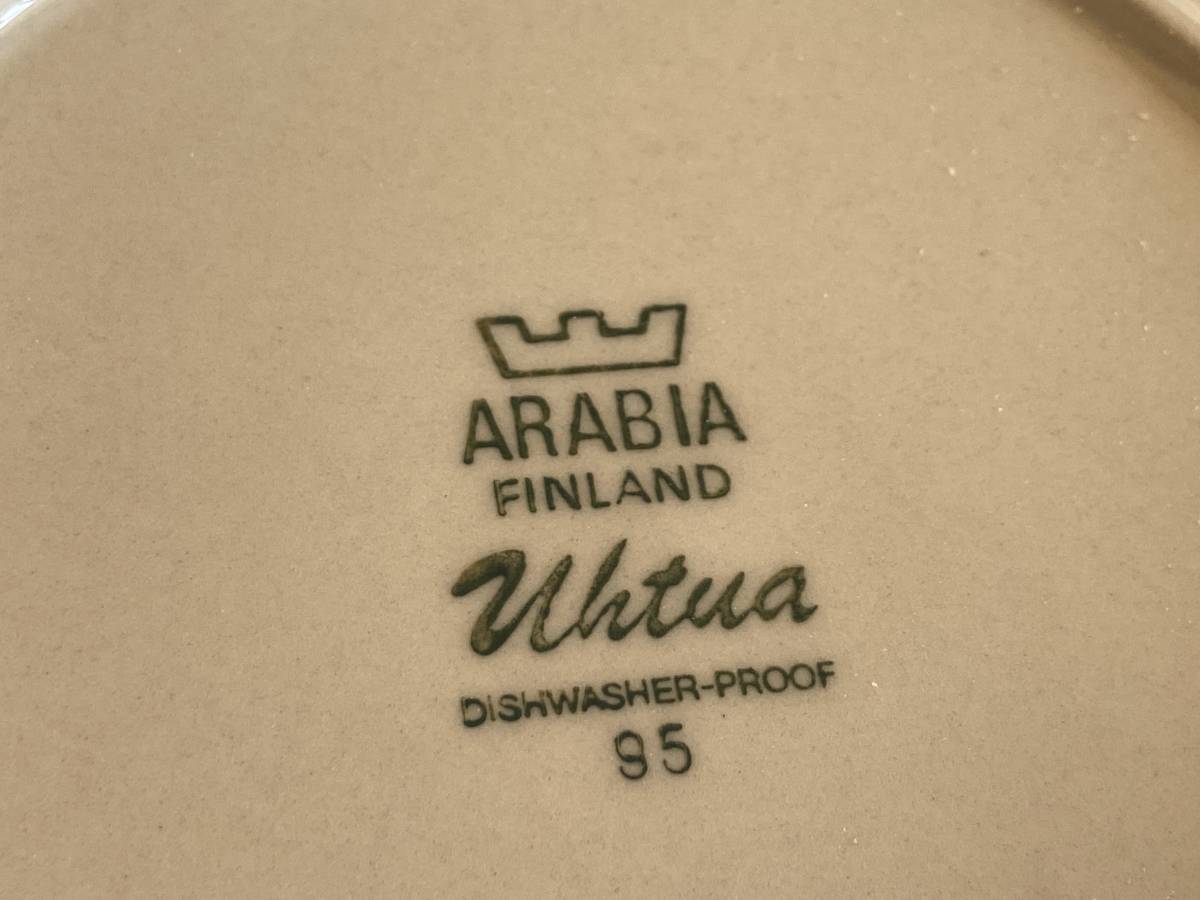 ARABIA
FINLAND
Uhtua
DISHWASHER-PROOF
95